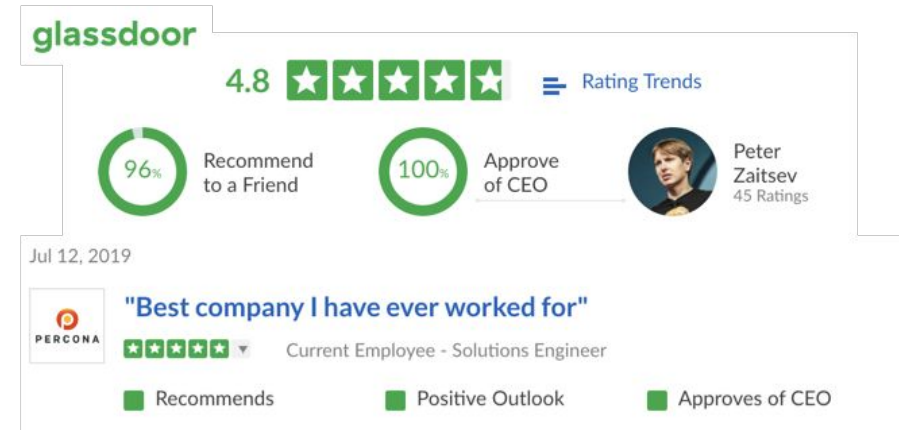 glassdoor
4.8 Rating Trends
96% Recommend to a Friend
100% Approve of CEO
Peter Zaitsev
45 Ratings
Jul 12, 2019
PERCONA
"Best company I have ever worked for"
Current Employee - Solutions Engineer
Recommends Positive Outlook Approves of CEO